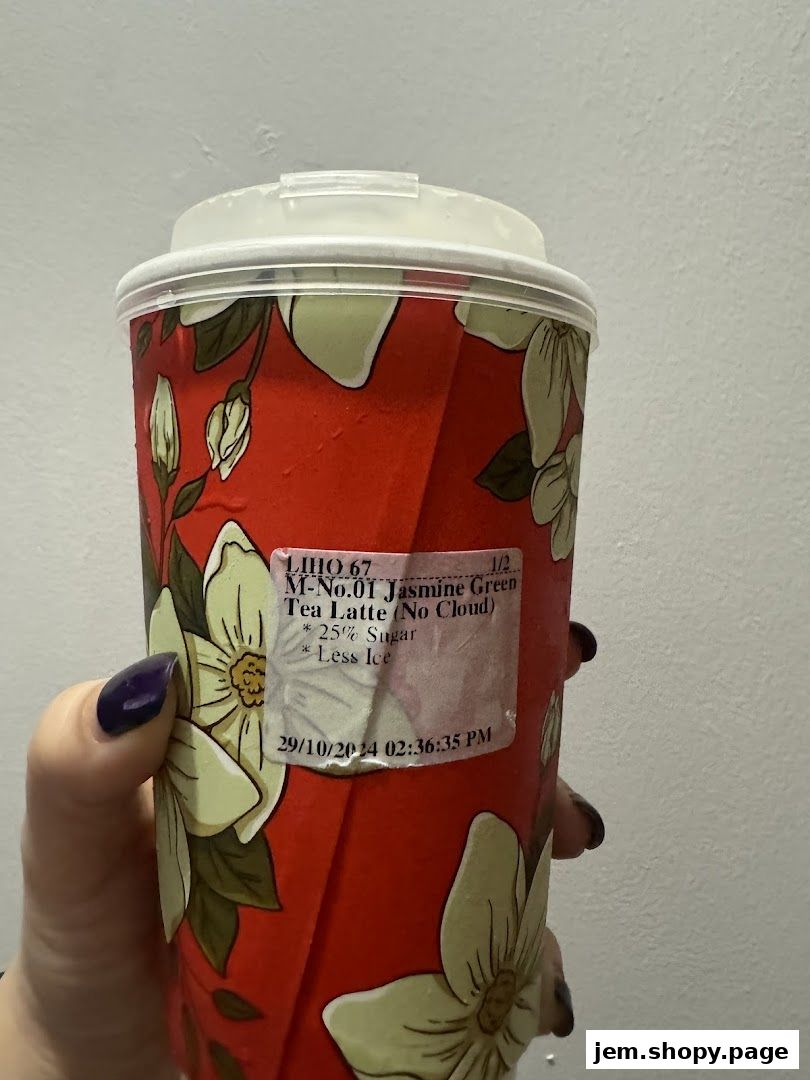 LIHO 67 1/2
M-No.01 Jasmine Green
Tea Latte (No Cloud)
* 25% Sugar
* Less Ice
29/10/2024 02:36:35 PM
jem.shopy.page